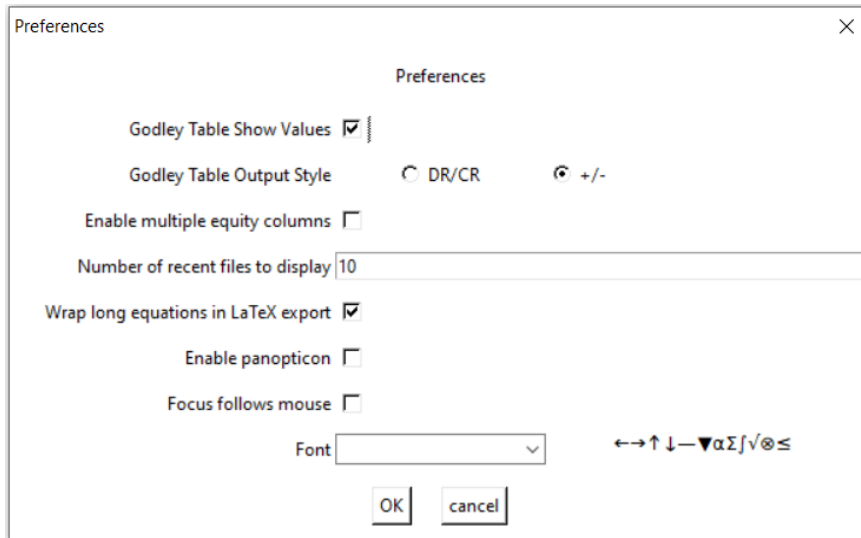 Preferences
Preferences
Godley Table Show Values
Godley Table Output Style DR/CR +/-
Enable multiple equity columns
Number of recent files to display 10
Wrap long equations in LaTeX export
Enable panopticon
Focus follows mouse
Font ←→↑↓—▼αΣ∫√⊗≤
OK cancel